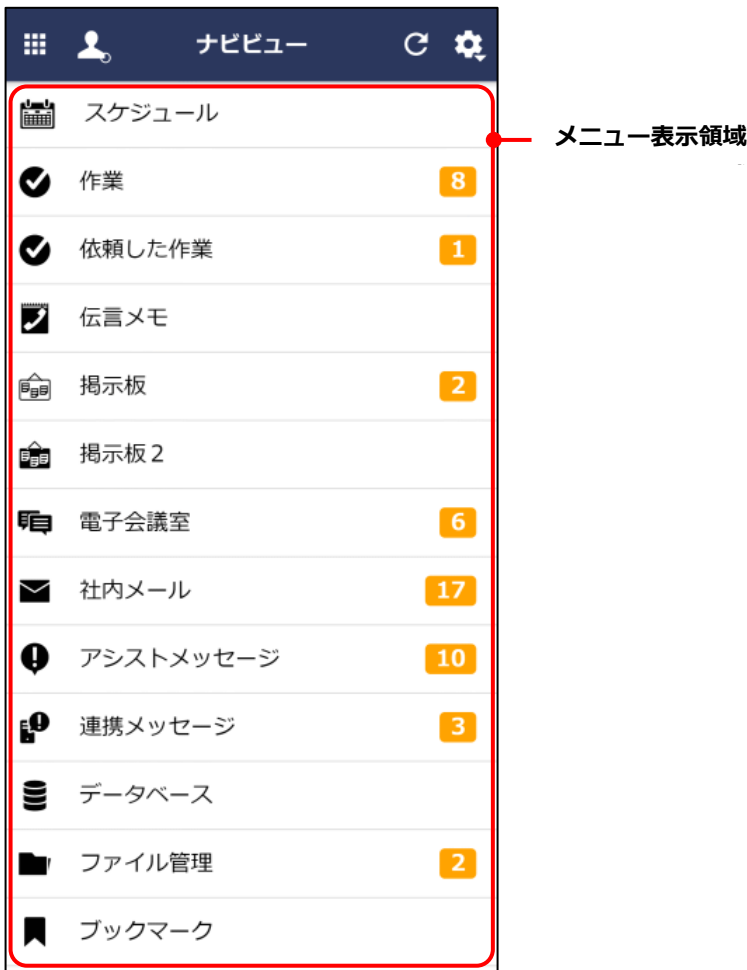 ナビビュー
スケジュール
メニュー表示領域
作業 8
依頼した作業 1
伝言メモ
掲示板 2
掲示板２
電子会議室 6
社内メール 17
アシストメッセージ 10
連携メッセージ 3
データベース
ファイル管理 2
ブックマーク